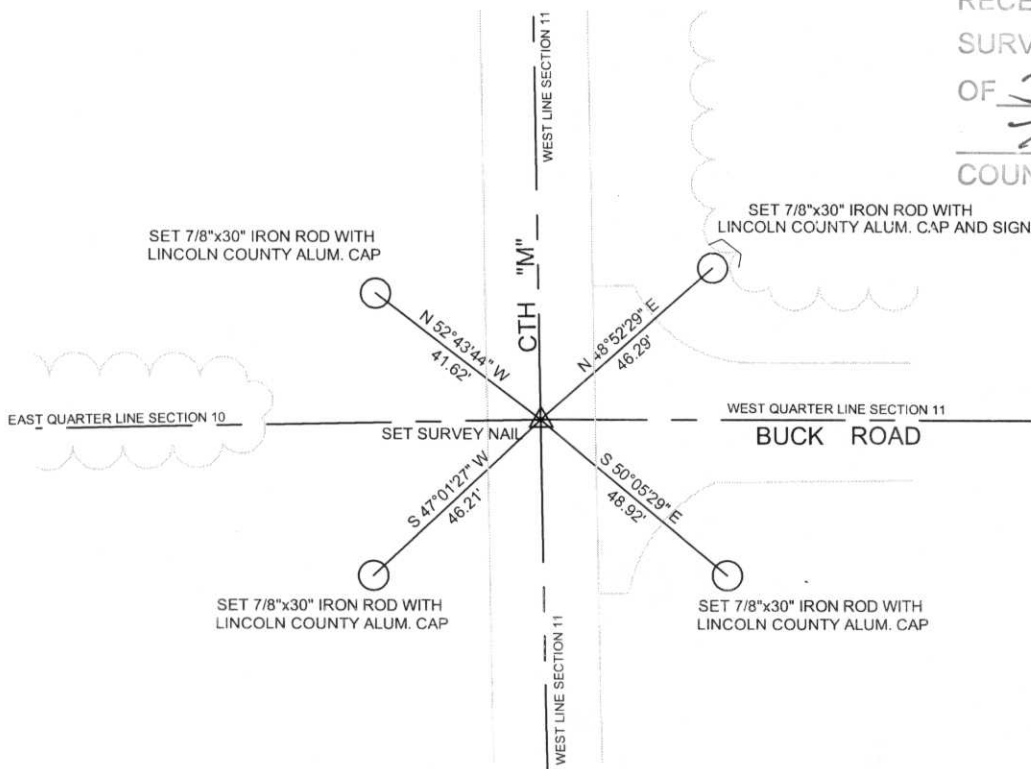 WEST LINE SECTION 11
SURV
OF
COUN
SET 7/8"x30" IRON ROD WITH
LINCOLN COUNTY ALUM. CAP
SET 7/8"x30" IRON ROD WITH
LINCOLN COUNTY ALUM. CAP AND SIGN
CTH "M"
N 52°43'44" W
41.62'
N 48°52'29" E
46.29'
EAST QUARTER LINE SECTION 10
SET SURVEY NAIL
WEST QUARTER LINE SECTION 11
BUCK ROAD
S 47°01'27" W
46.21'
S 50°05'29" E
48.92'
SET 7/8"x30" IRON ROD WITH
LINCOLN COUNTY ALUM. CAP
SET 7/8"x30" IRON ROD WITH
LINCOLN COUNTY ALUM. CAP
WEST LINE SECTION 11